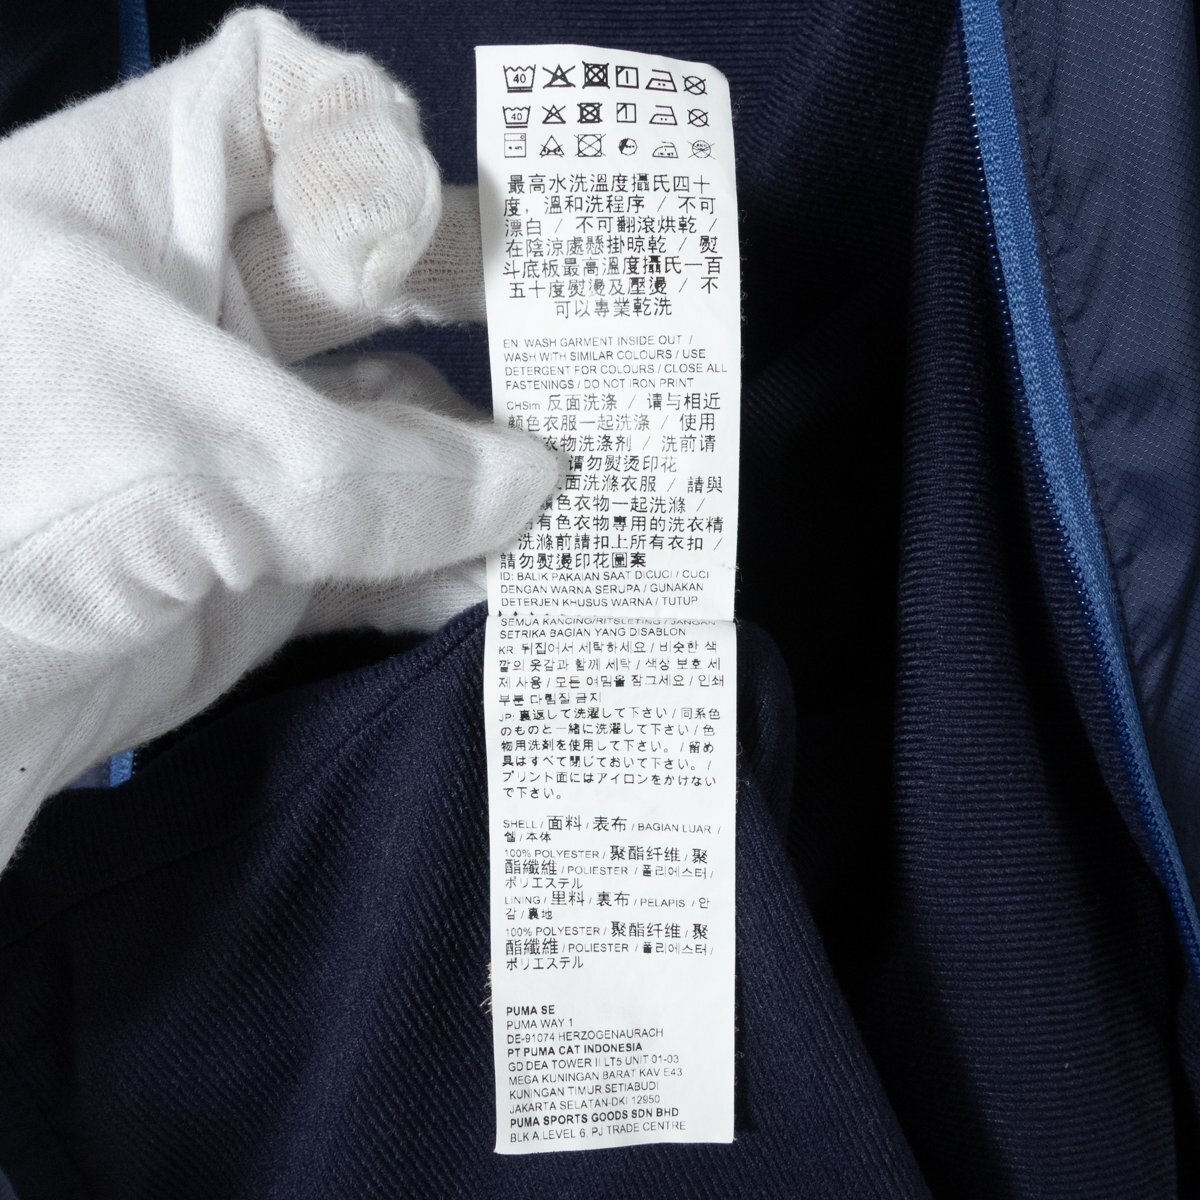 40
40
最高水洗溫度攝氏四十
度，溫和洗程序 / 不可
漂白 / 不可翻滾烘乾 /
在陰涼處懸掛晾乾 / 熨
斗底板最高溫度攝氏一百
五十度熨燙及壓燙 / 不
可以專業乾洗
EN: WASH GARMENT INSIDE OUT /
WASH WITH SIMILAR COLOURS / USE
DETERGENT FOR COLOURS / CLOSE ALL
FASTENINGS / DO NOT IRON PRINT
CHSim 反面洗涤 / 请与相近
颜色衣服一起洗涤 / 使用
衣物洗涤剂 / 洗前请
请勿熨烫印花
面洗滌衣服 / 請與
顏色衣物一起洗滌 /
有色衣物專用的洗衣精
洗滌前請扣上所有衣扣 /
請勿熨燙印花圖案
ID: BALIK PAKAIAN SAAT DICUCI / CUCI
DENGAN WARNA SERUPA / GUNAKAN
DETERJEN KHUSUS WARNA / TUTUP
SEMUA KANCING/RITSLETING / JANGAN
SETRIKA BAGIAN YANG DISABLON
KR: 뒤집어서 세탁하세요 / 비슷한 색
깔의 옷감과 함께 세탁 / 색상 보호 세
제 사용 / 모든 여밈을 잠그세요 / 인쇄
부분 다림질 금지
JP: 裏返して洗濯して下さい / 同系色
のものと一緒に洗濯して下さい / 色
物用洗剤を使用して下さい。 / 留め
具はすべて閉じておいて下さい。 /
プリント面にはアイロンをかけない
で下さい。
SHELL / 面料 / 表布 / BAGIAN LUAR /
쉘 / 本体
100% POLYESTER / 聚酯纤维 / 聚
酯纖維 / POLIESTER / 폴리에스터 /
ポリエステル
LINING / 里料 / 裏布 / PELAPIS / 안
감 / 裏地
100% POLYESTER / 聚酯纤维 / 聚
酯纖維 / POLIESTER / 폴리에스터 /
ポリエステル
PUMA SE
PUMA WAY 1
DE-91074 HERZOGENAURACH
PT PUMA CAT INDONESIA
GD DEA TOWER II LT5 UNIT 01-03
MEGA KUNINGAN BARAT KAV E43
KUNINGAN TIMUR SETIABUDI
JAKARTA SELATAN-DKI 12950
PUMA SPORTS GOODS SDN BHD
BLK A,LEVEL 6, PJ TRADE CENTRE